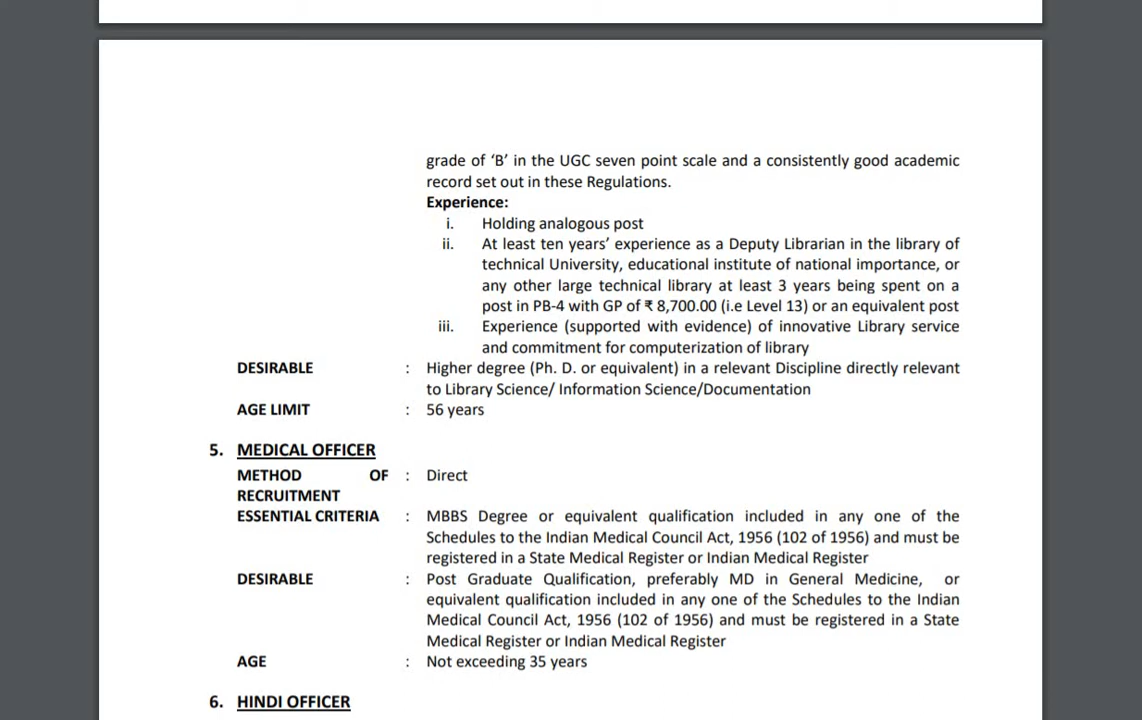 grade of ‘B’ in the UGC seven point scale and a consistently good academic
record set out in these Regulations.
Experience:
i. Holding analogous post
ii. At least ten years’ experience as a Deputy Librarian in the library of
technical University, educational institute of national importance, or
any other large technical library at least 3 years being spent on a
post in PB-4 with GP of ₹ 8,700.00 (i.e Level 13) or an equivalent post
iii. Experience (supported with evidence) of innovative Library service
and commitment for computerization of library
DESIRABLE : Higher degree (Ph. D. or equivalent) in a relevant Discipline directly relevant
to Library Science/ Information Science/Documentation
AGE LIMIT : 56 years
5. MEDICAL OFFICER
METHOD OF : Direct
RECRUITMENT
ESSENTIAL CRITERIA : MBBS Degree or equivalent qualification included in any one of the
Schedules to the Indian Medical Council Act, 1956 (102 of 1956) and must be
registered in a State Medical Register or Indian Medical Register
DESIRABLE : Post Graduate Qualification, preferably MD in General Medicine, or
equivalent qualification included in any one of the Schedules to the Indian
Medical Council Act, 1956 (102 of 1956) and must be registered in a State
Medical Register or Indian Medical Register
AGE : Not exceeding 35 years
6. HINDI OFFICER